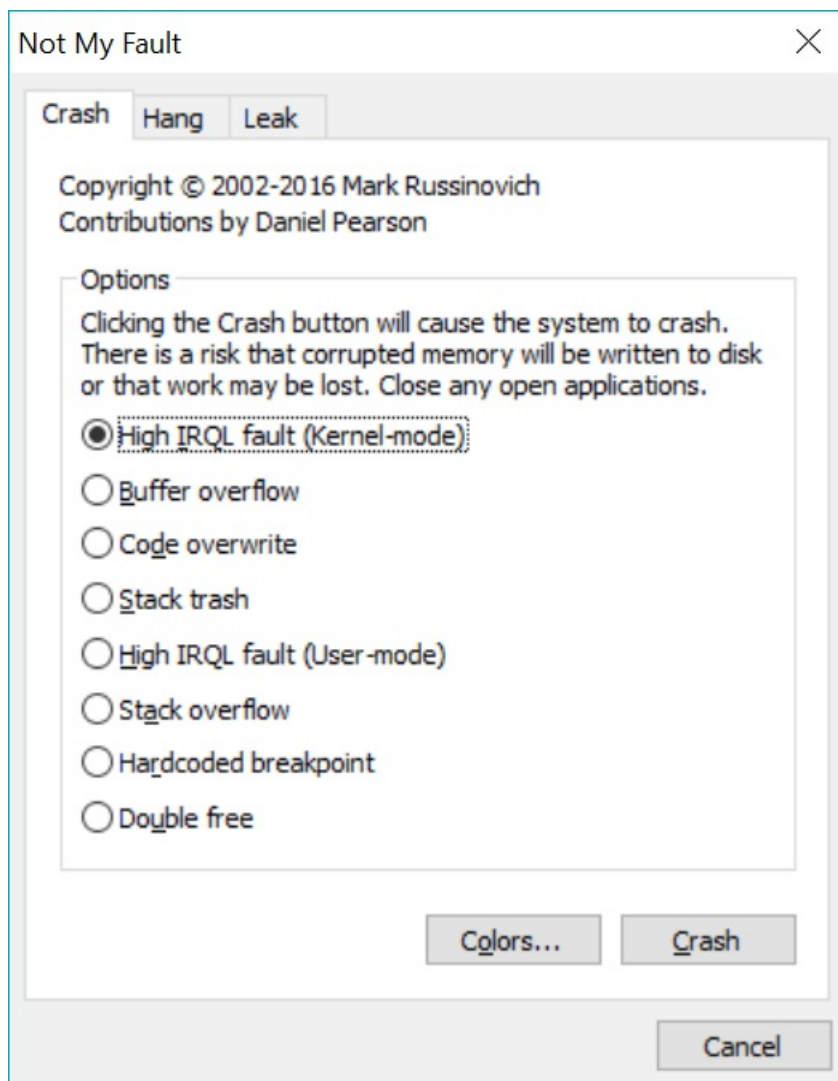 Not My Fault
Crash Hang Leak
Copyright © 2002-2016 Mark Russinovich
Contributions by Daniel Pearson
Options
Clicking the Crash button will cause the system to crash.
There is a risk that corrupted memory will be written to disk
or that work may be lost. Close any open applications.
High IRQL fault (Kernel-mode)
Buffer overflow
Code overwrite
Stack trash
High IRQL fault (User-mode)
Stack overflow
Hardcoded breakpoint
Double free
Colors... Crash
Cancel